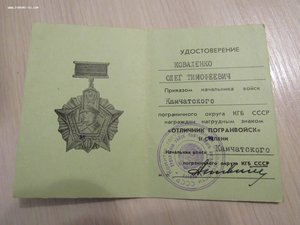 УДОСТОВЕРЕНИЕ
КОВАЛЕНКО
ОЛЕГ ТИМОФЕЕВИЧ
Приказом начальника войск
Камчатского
пограничного округа КГБ СССР
награжден нагрудным знаком
«ОТЛИЧНИК ПОГРАНВОЙСК»
II степени
Начальник войск Камчатского
пограничного округа КГБ СССР